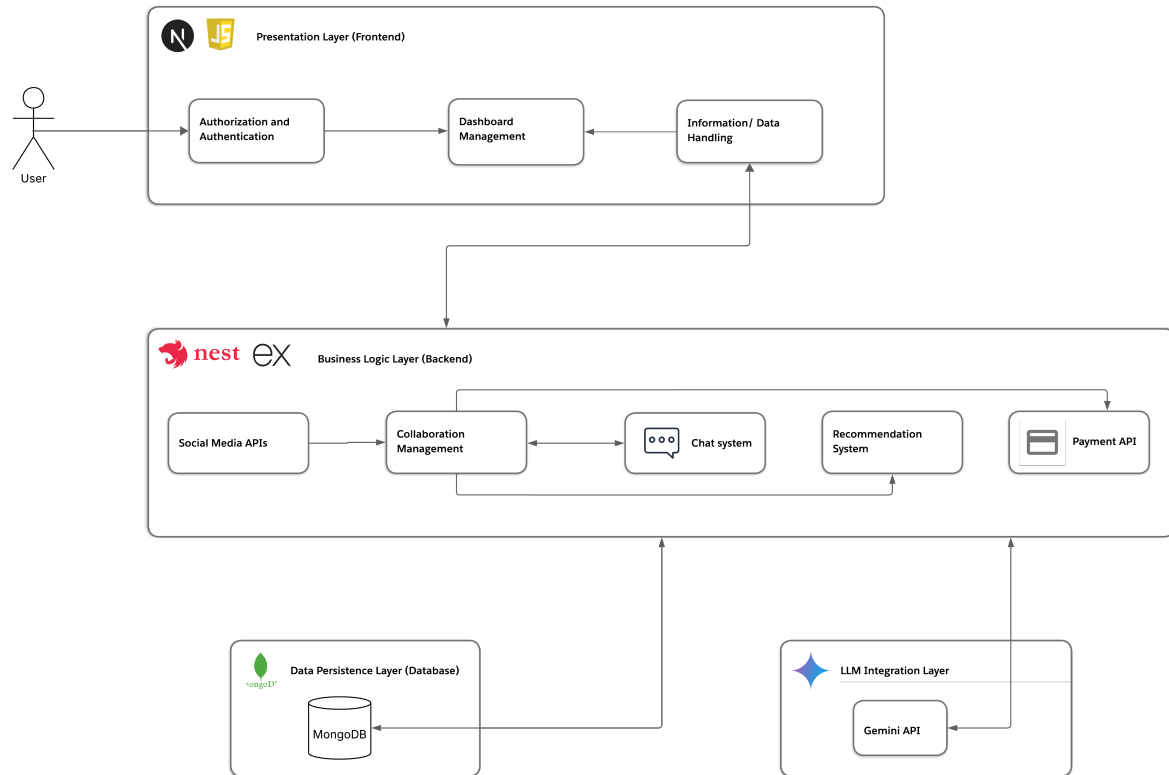 N
JS
Presentation Layer (Frontend)
Authorization and
Authentication
Dashboard
Management
Information/ Data
Handling
User
nest
ex
Business Logic Layer (Backend)
Social Media APIs
Collaboration
Management
Chat system
Recommendation
System
Payment API
Data Persistence Layer (Database)
MongoDB
LLM Integration Layer
Gemini API